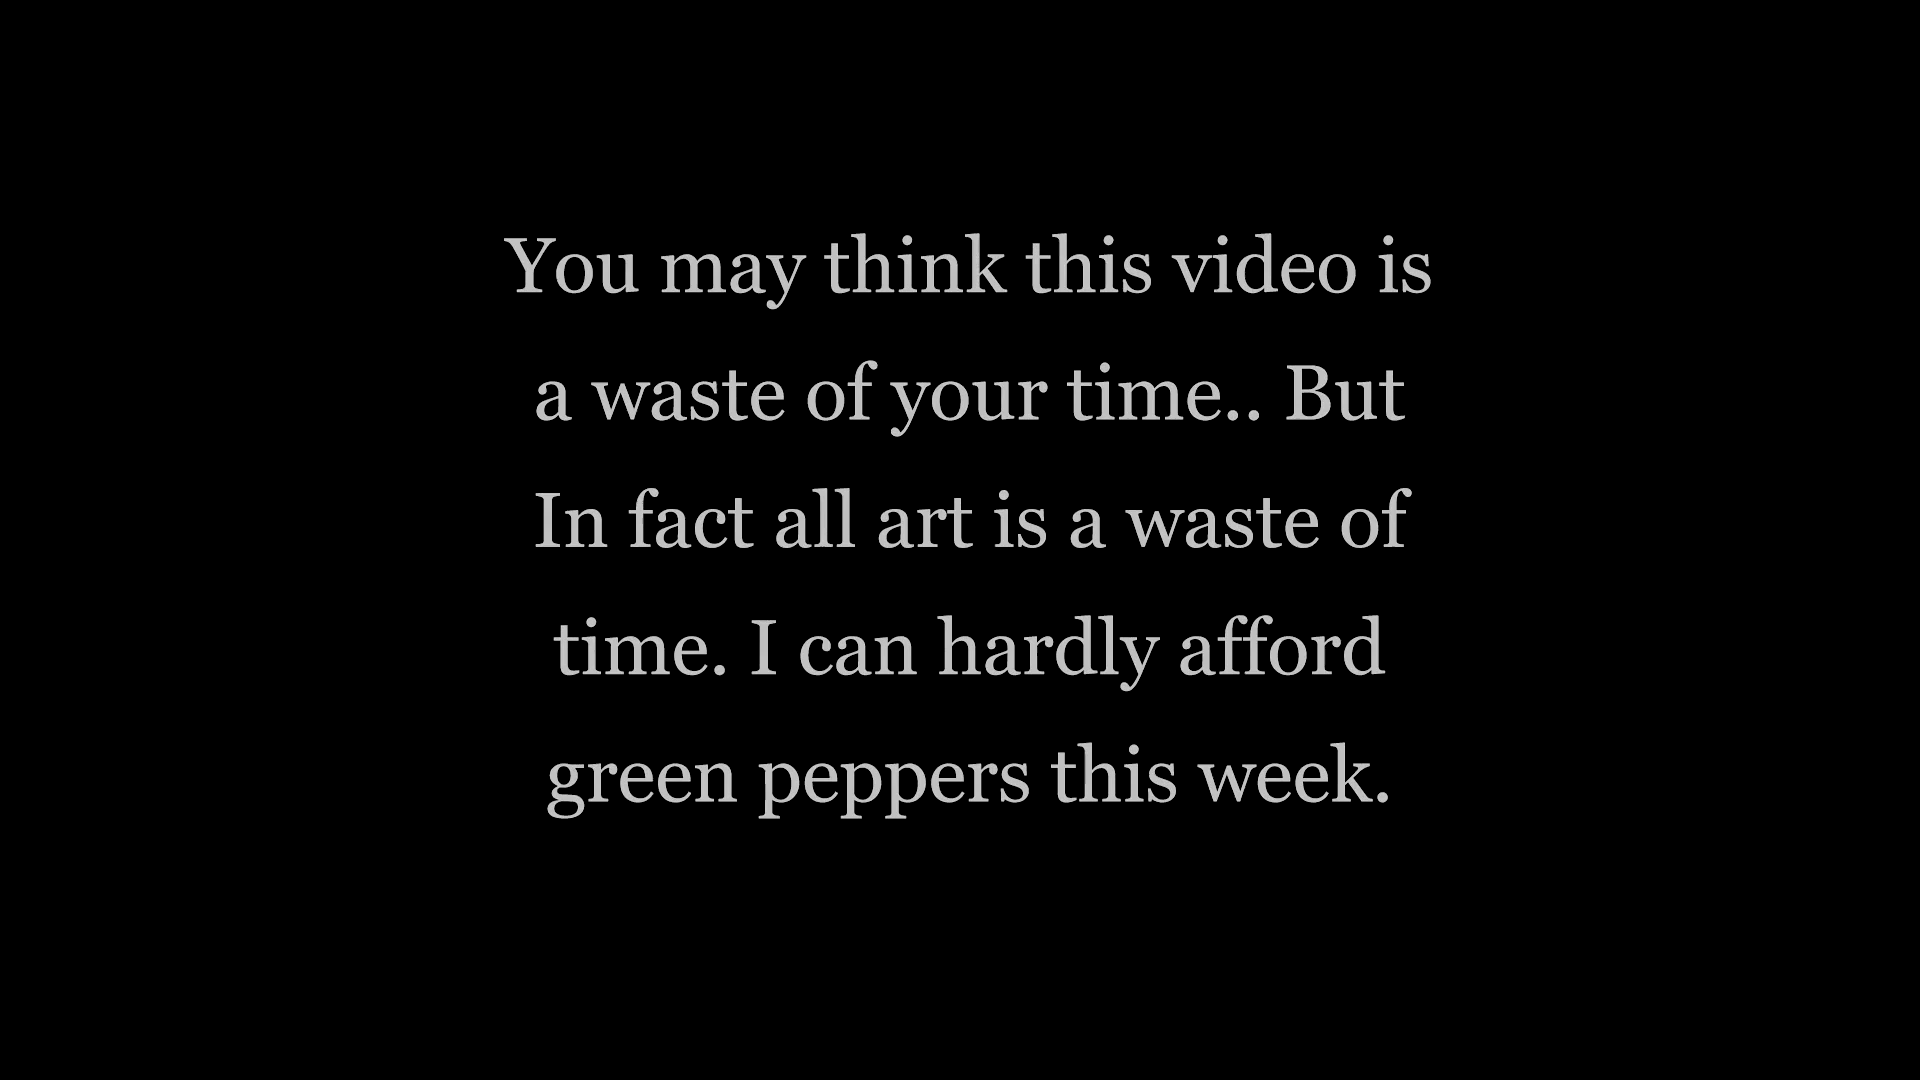 You may think this video is
a waste of your time.. But
In fact all art is a waste of
time. I can hardly afford
green peppers this week.